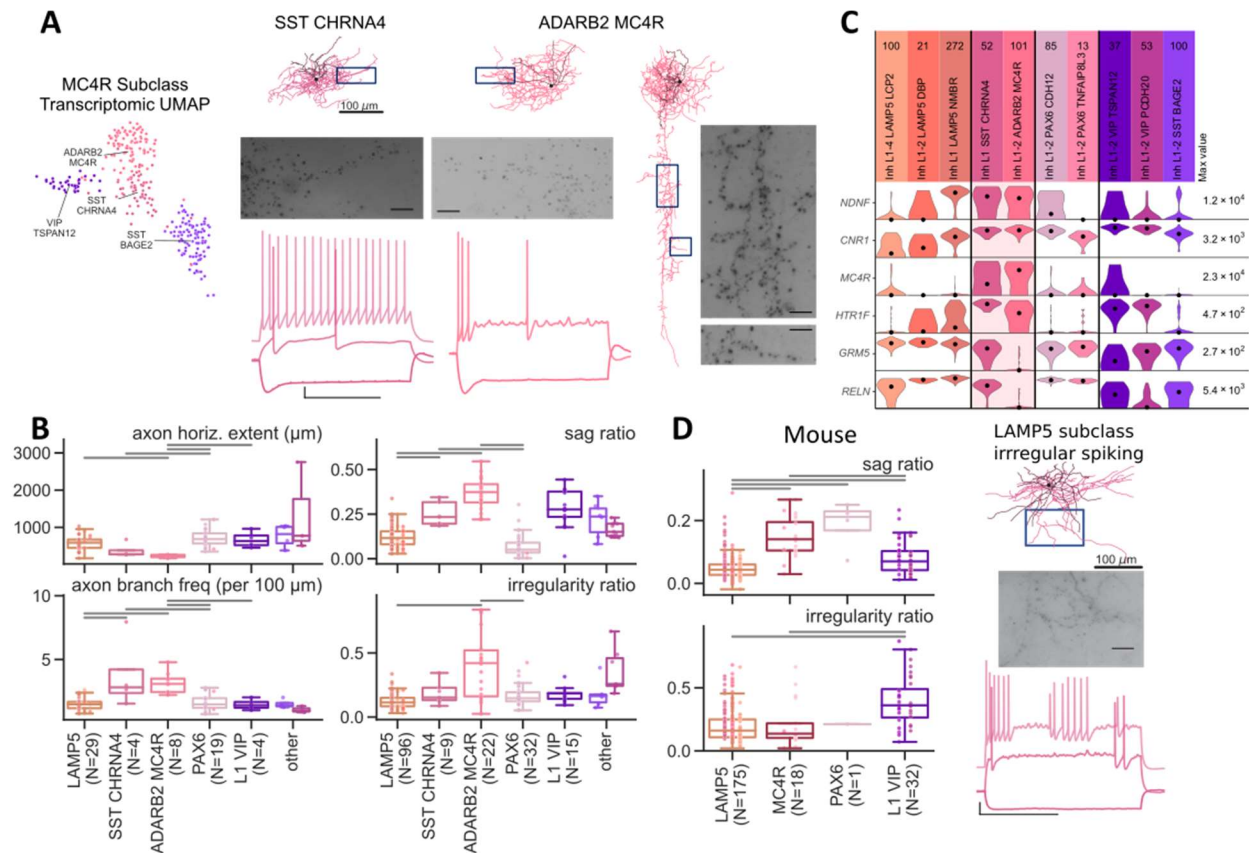 A
SST CHRNA4
ADARB2 MC4R
MC4R Subclass
Transcriptomic UMAP
100 µm
ADARB2
MC4R
SST
CHRNA4
VIP
TSPAN12
SST
BAGE2
C
100
21
272
52
101
85
13
37
53
100
Inh L1-4 LAMP5 LCP2
Inh L1-2 LAMP5 DBP
Inh L1 LAMP5 NMBR
Inh L1 SST CHRNA4
Inh L1-2 ADARB2 MC4R
Inh L1-2 PAX6 CDH12
Inh L1-2 PAX6 TNFAIP8L3
Inh L1-2 VIP TSPAN12
Inh L1-2 VIP PCDH20
Inh L1-2 SST BAGE2
Max value
NDNF
1.2 × 10⁴
CNR1
3.2 × 10³
MC4R
2.3 × 10⁴
HTR1F
4.7 × 10²
GRM5
2.7 × 10²
RELN
5.4 × 10³
B
axon horiz. extent (µm)
3000
2000
1000
sag ratio
0.50
0.25
0.00
axon branch freq (per 100 µm)
10
5
irregularity ratio
0.5
0.0
LAMP5
(N=29)
SST CHRNA4
(N=4)
ADARB2 MC4R
(N=8)
PAX6
(N=19)
L1 VIP
(N=4)
other
LAMP5
(N=96)
SST CHRNA4
(N=9)
ADARB2 MC4R
(N=22)
PAX6
(N=32)
L1 VIP
(N=15)
other
D
Mouse
sag ratio
0.2
0.0
irregularity ratio
0.5
0.0
LAMP5
(N=175)
MC4R
(N=18)
PAX6
(N=1)
L1 VIP
(N=32)
LAMP5 subclass
irrregular spiking
100 µm